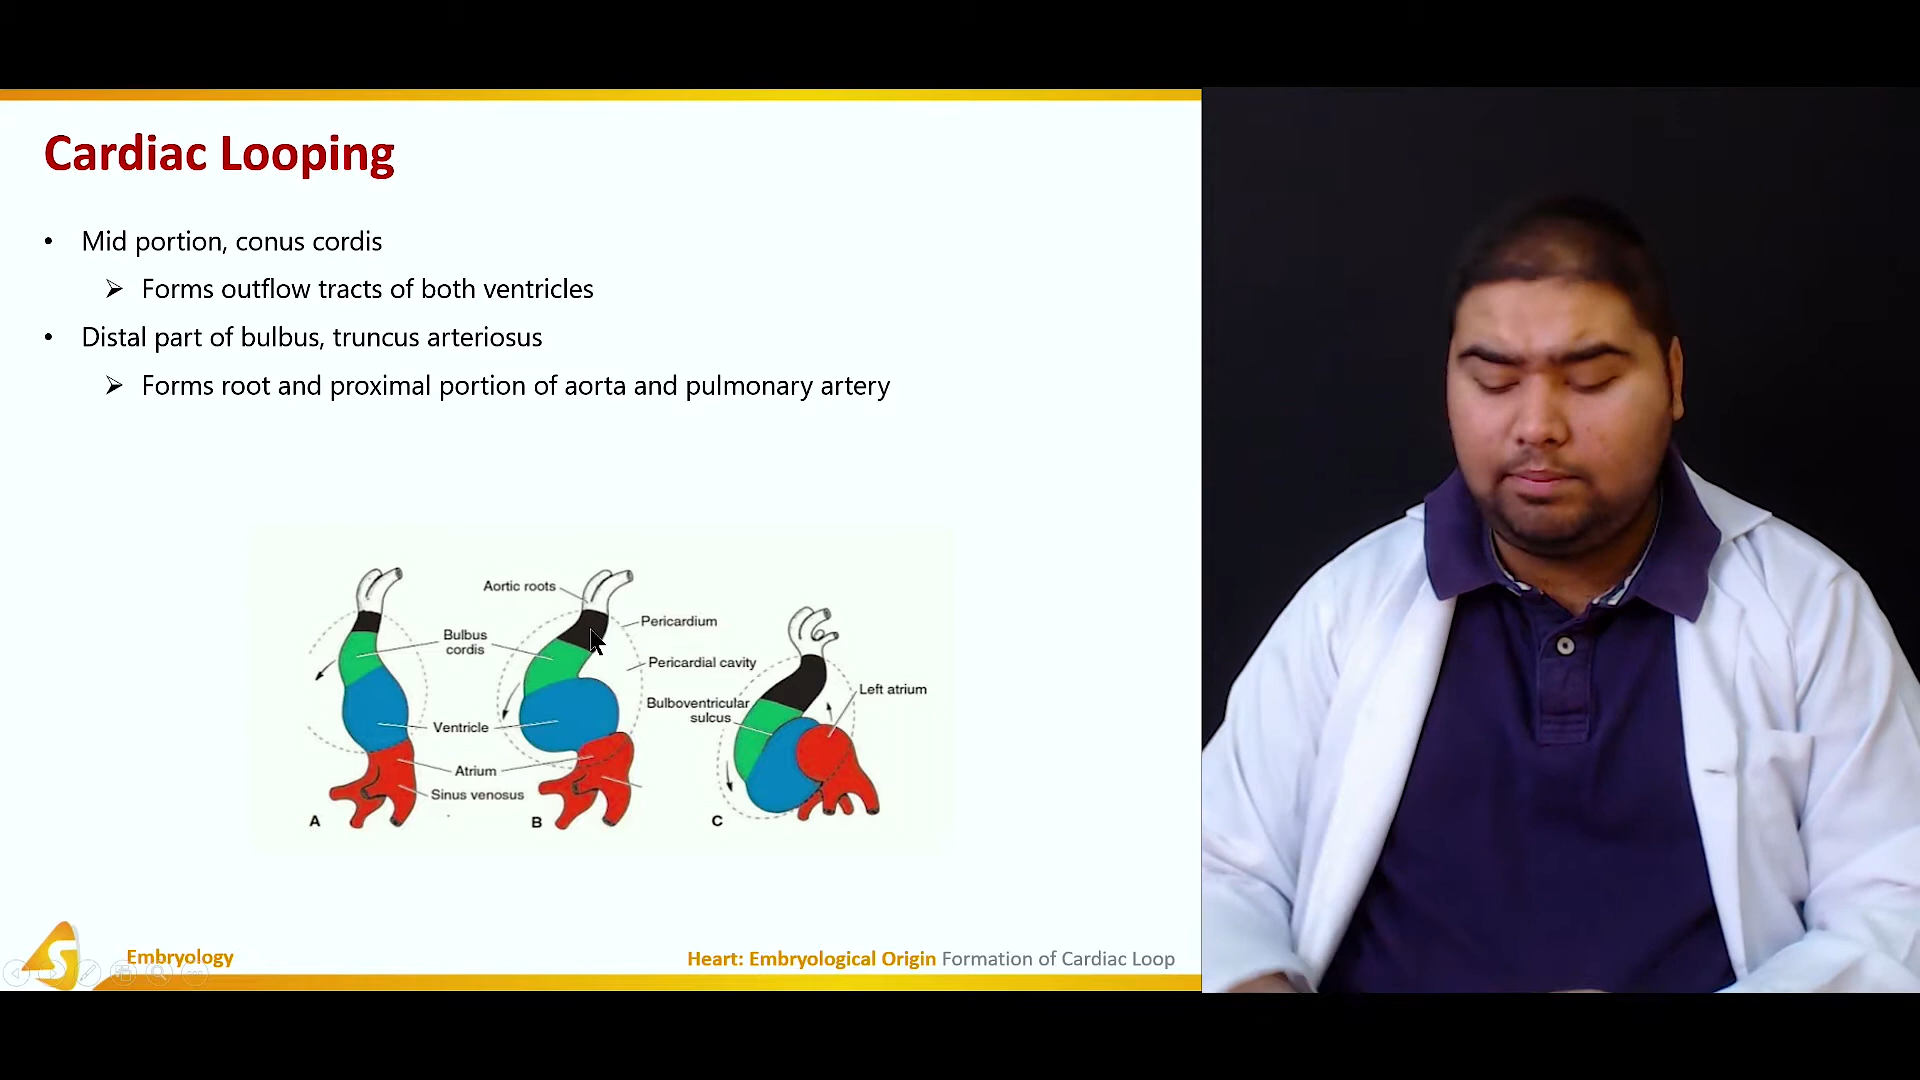 Cardiac Looping
• Mid portion, conus cordis
➢ Forms outflow tracts of both ventricles
• Distal part of bulbus, truncus arteriosus
➢ Forms root and proximal portion of aorta and pulmonary artery
Aortic roots
Pericardium
Bulbus
cordis
Pericardial cavity
Left atrium
Bulboventricular
sulcus
Ventricle
Atrium
Sinus venosus
A
B
C
S
Embryology
Heart: Embryological Origin Formation of Cardiac Loop